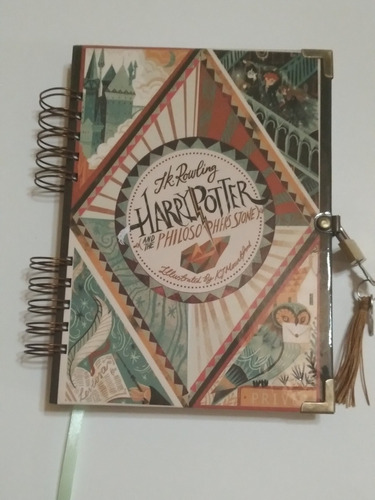 J.K. Rowling
HARRY POTTER
AND THE
PHILOSOPHER'S STONE
Illustrated By